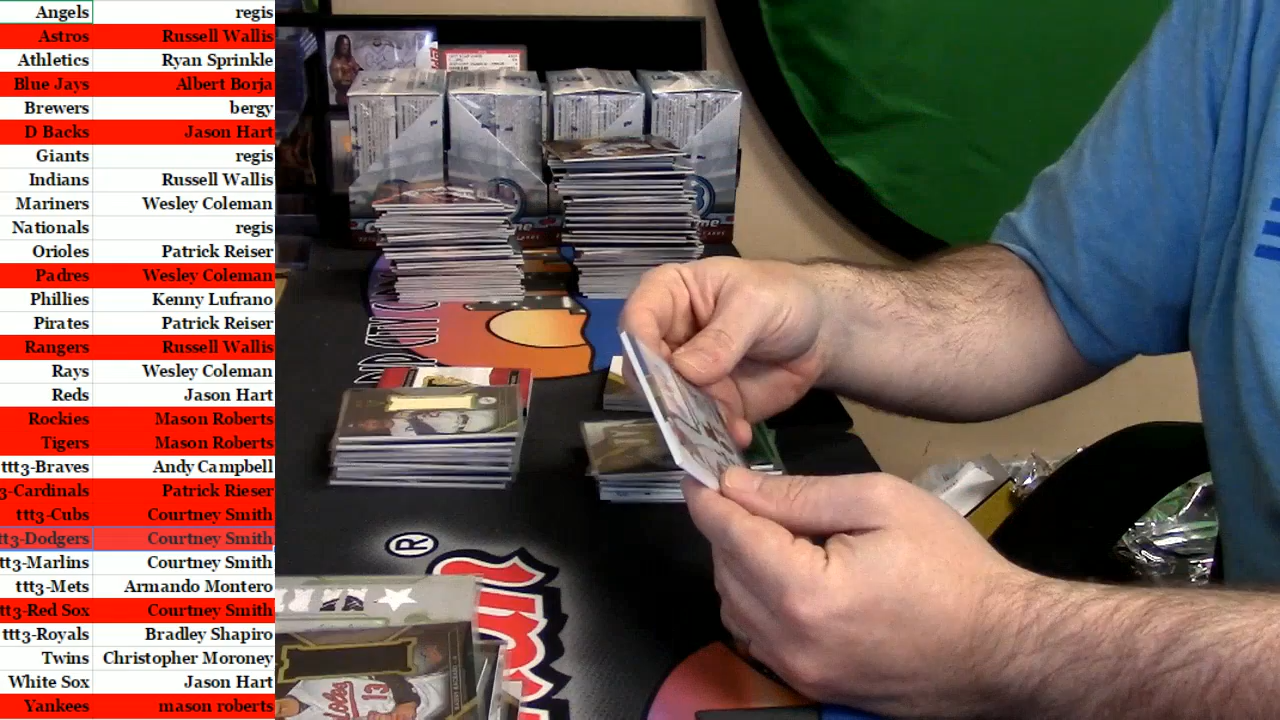 Angels regis
Astros Russell Wallis
Athletics Ryan Sprinkle
Blue Jays Albert Borja
Brewers bergy
D Backs Jason Hart
Giants regis
Indians Russell Wallis
Mariners Wesley Coleman
Nationals regis
Orioles Patrick Reiser
Padres Wesley Coleman
Phillies Kenny Lufrano
Pirates Patrick Reiser
Rangers Russell Wallis
Rays Wesley Coleman
Reds Jason Hart
Rockies Mason Roberts
Tigers Mason Roberts
ttt3-Braves Andy Campbell
3-Cardinals Patrick Rieser
ttt3-Cubs Courtney Smith
tt3-Dodgers Courtney Smith
tt3-Marlins Courtney Smith
ttt3-Mets Armando Montero
tt3-Red Sox Courtney Smith
ttt3-Royals Bradley Shapiro
Twins Christopher Moroney
White Sox Jason Hart
Yankees mason roberts
CITY
®
13